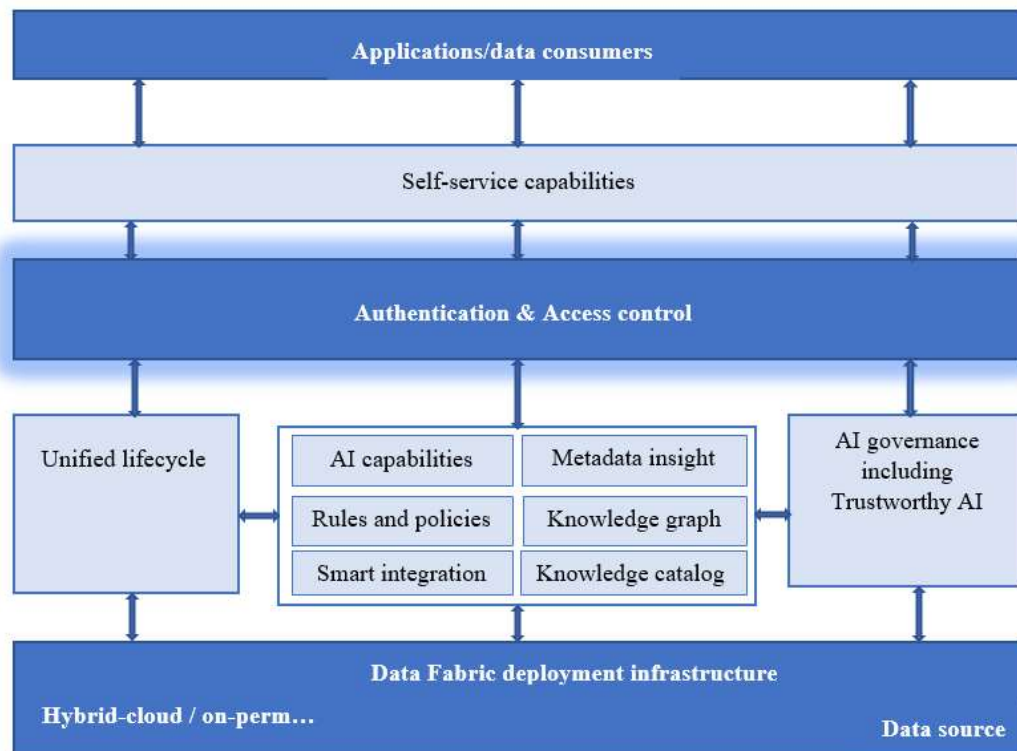 Applications/data consumers
Self-service capabilities
Authentication & Access control
Unified lifecycle
AI capabilities
Metadata insight
Rules and policies
Knowledge graph
Smart integration
Knowledge catalog
AI governance
including
Trustworthy AI
Data Fabric deployment infrastructure
Hybrid-cloud / on-perm…
Data source